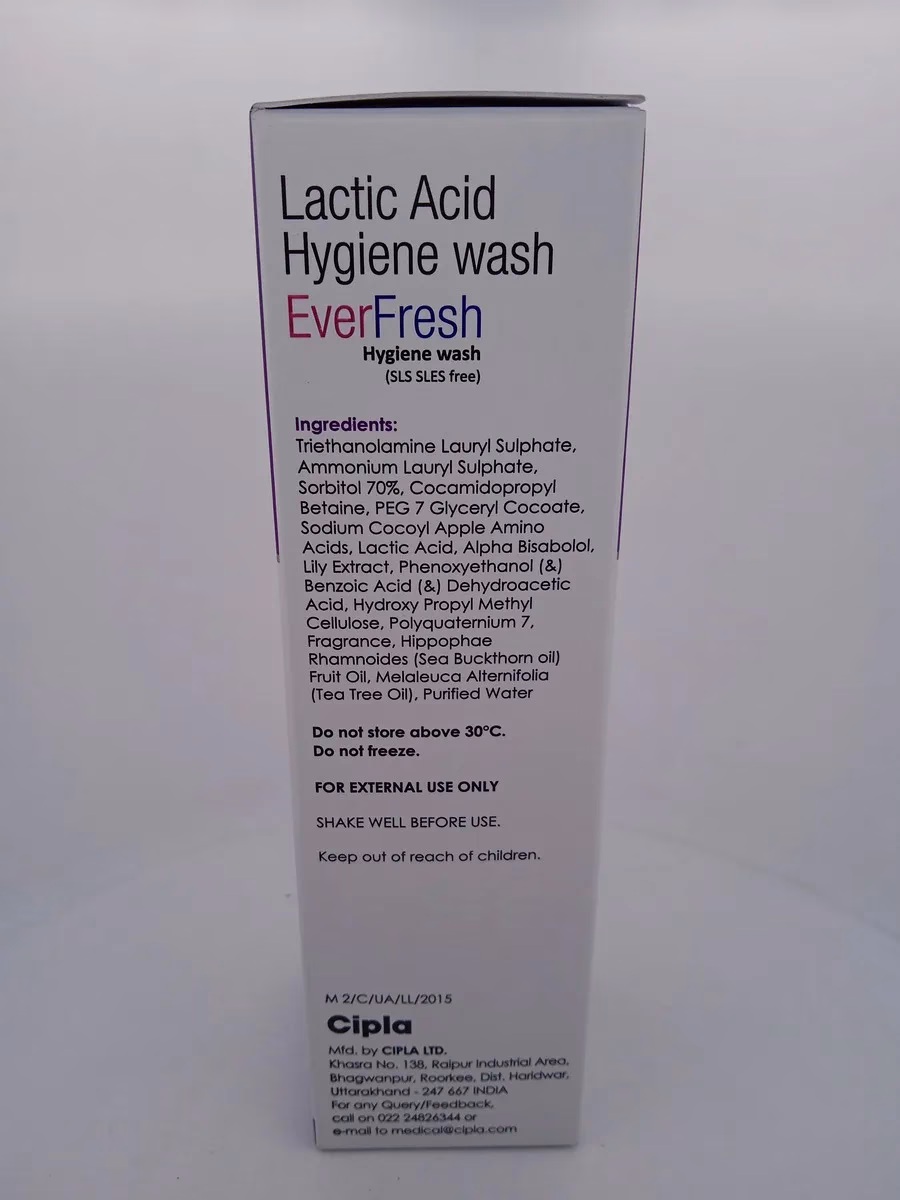 Lactic Acid
Hygiene wash
EverFresh
Hygiene wash
(SLS SLES free)
Ingredients:
Triethanolamine Lauryl Sulphate,
Ammonium Lauryl Sulphate,
Sorbitol 70%, Cocamidopropyl
Betaine, PEG 7 Glyceryl Cocoate,
Sodium Cocoyl Apple Amino
Acids, Lactic Acid, Alpha Bisabolol,
Lily Extract, Phenoxyethanol (&)
Benzoic Acid (&) Dehydroacetic
Acid, Hydroxy Propyl Methyl
Cellulose, Polyquaternium 7,
Fragrance, Hippophae
Rhamnoides (Sea Buckthorn oil)
Fruit Oil, Melaleuca Alternifolia
(Tea Tree Oil), Purified Water
Do not store above 30°C.
Do not freeze.
FOR EXTERNAL USE ONLY
SHAKE WELL BEFORE USE.
Keep out of reach of children.
M 2/C/UA/LL/2015
Cipla
Mfd. by CIPLA LTD.
Khasra No. 138, Raipur Industrial Area,
Bhagwanpur, Roorkee, Dist. Haridwar,
Uttarakhand - 247 667 INDIA
For any Query/Feedback,
call on 022 24826344 or
e-mail to medical@cipla.com